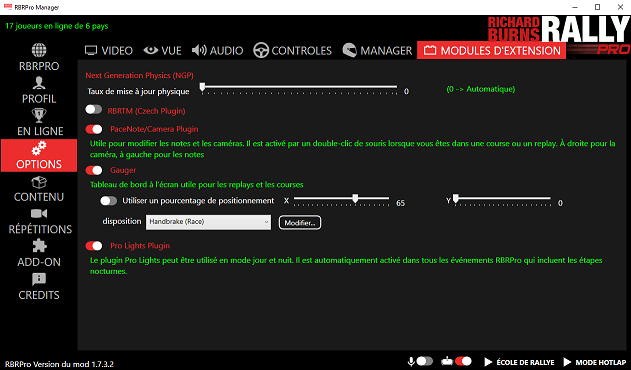 RBRPro Manager
17 joueurs en ligne de 6 pays
RICHARD
BURNS
RALLY
PRO
RBRPRO
PROFIL
EN LIGNE
OPTIONS
CONTENU
RÉPÉTITIONS
ADD-ON
CREDITS
VIDEO VUE AUDIO CONTROLES MANAGER MODULES D'EXTENSION
Next Generation Physics (NGP)
Taux de mise à jour physique 0 (0 -> Automatique)
RBRTM (Czech Plugin)
PaceNote/Camera Plugin
Utile pour modifier les notes et les caméras. Il est activé par un double-clic de souris lorsque vous êtes dans une course ou un replay. À droite pour la
caméra, à gauche pour les notes
Gauger
Tableau de bord à l'écran utile pour les replays et les courses
Utiliser un pourcentage de positionnement X 65 Y 0
disposition Handbrake (Race) Modifier...
Pro Lights Plugin
Le plugin Pro Lights peut être utilisé en mode jour et nuit. Il est automatiquement activé dans tous les événements RBRPro qui incluent les étapes
nocturnes.
RBRPro Version du mod 1.7.3.2 ÉCOLE DE RALLYE MODE HOTLAP